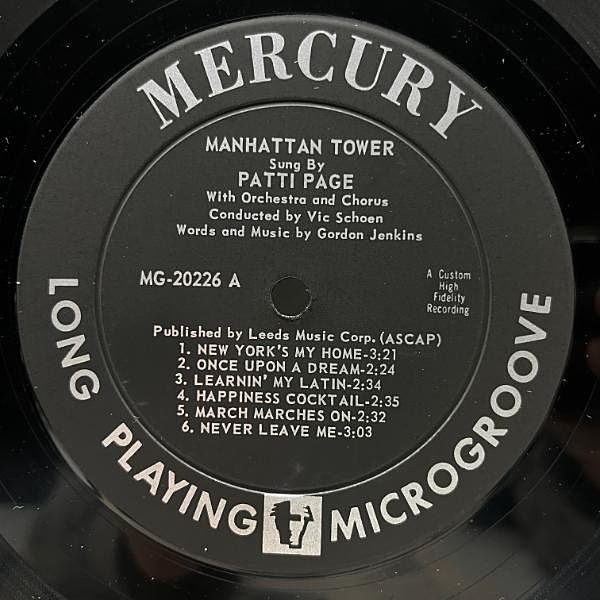 MERCURY
MANHATTAN TOWER
Sung By
PATTI PAGE
With Orchestra and Chorus
Conducted by Vic Schoen
Words and Music by Gordon Jenkins
MG-20226 A
A Custom
High
Fidelity
Recording
Published by Leeds Music Corp. (ASCAP)
1. NEW YORK'S MY HOME-3:21
2. ONCE UPON A DREAM-2:24
3. LEARNIN' MY LATIN-2:34
4. HAPPINESS COCKTAIL-2:35
5. MARCH MARCHES ON-2:32
6. NEVER LEAVE ME-3:03
LONG PLAYING MICROGROOVE